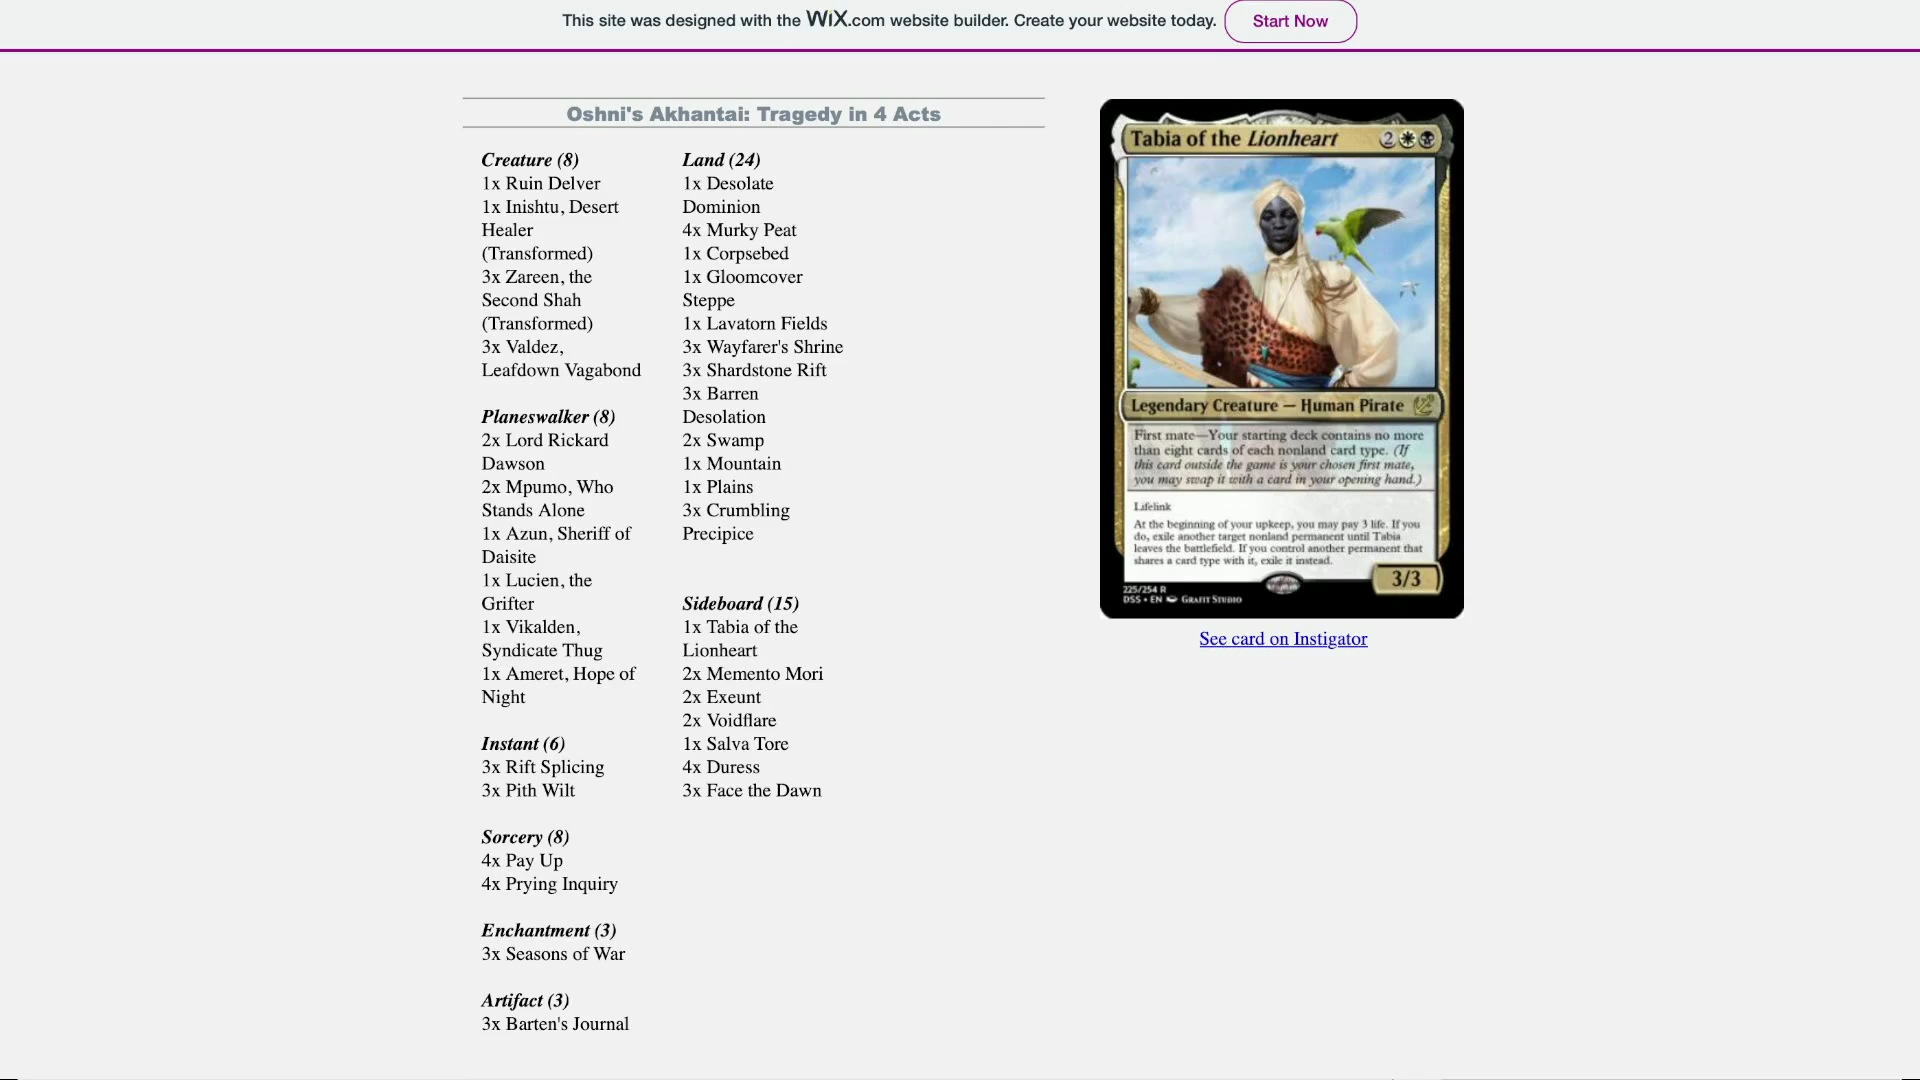 This site was designed with the WiX.com website builder. Create your website today.
Start Now
Oshni's Akhantai: Tragedy in 4 Acts
Creature (8)
1x Ruin Delver
1x Inishtu, Desert
Healer
(Transformed)
3x Zareen, the
Second Shah
(Transformed)
3x Valdez,
Leafdown Vagabond
Planeswalker (8)
2x Lord Rickard
Dawson
2x Mpumo, Who
Stands Alone
1x Azun, Sheriff of
Daisite
1x Lucien, the
Grifter
1x Vikalden,
Syndicate Thug
1x Ameret, Hope of
Night
Instant (6)
3x Rift Splicing
3x Pith Wilt
Sorcery (8)
4x Pay Up
4x Prying Inquiry
Enchantment (3)
3x Seasons of War
Artifact (3)
3x Barten's Journal
Land (24)
1x Desolate
Dominion
4x Murky Peat
1x Corpsebed
1x Gloomcover
Steppe
1x Lavatorn Fields
3x Wayfarer's Shrine
3x Shardstone Rift
3x Barren
Desolation
2x Swamp
1x Mountain
1x Plains
3x Crumbling
Precipice
Sideboard (15)
1x Tabia of the
Lionheart
2x Memento Mori
2x Exeunt
2x Voidflare
1x Salva Tore
4x Duress
3x Face the Dawn
Tabia of the Lionheart 2
Legendary Creature — Human Pirate
First mate—Your starting deck contains no more
than eight cards of each nonland card type. (If
this card outside the game is your chosen first mate,
you may swap it with a card in your opening hand.)
Lifelink
At the beginning of your upkeep, you may pay 3 life. If you
do, exile another target nonland permanent until Tabia
leaves the battlefield. If you control another permanent that
shares a card type with it, exile it instead.
3/3
225/254 R
DSS • EN Grafit Studio
See card on Instigator